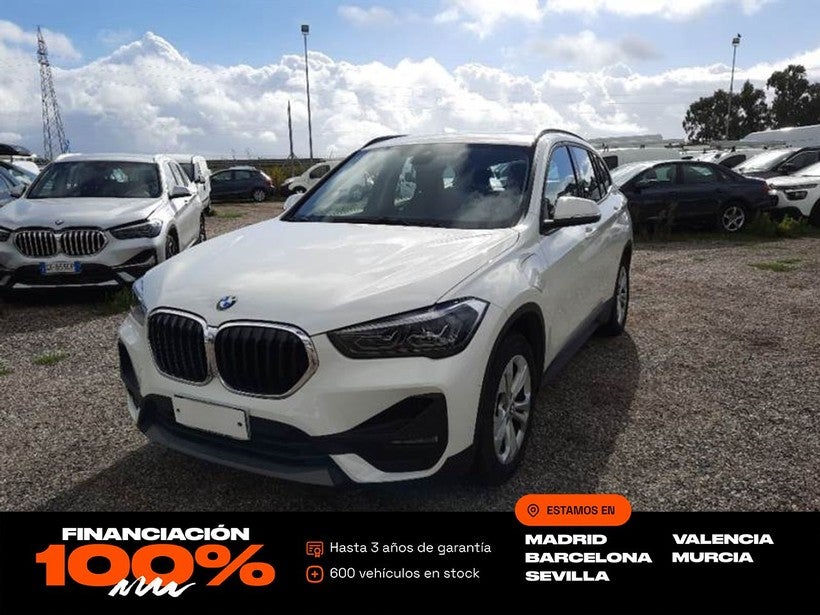 FINANCIACIÓN
100%
Hasta 3 años de garantía
600 vehículos en stock
ESTAMOS EN
MADRID
BARCELONA
SEVILLA
VALENCIA
MURCIA